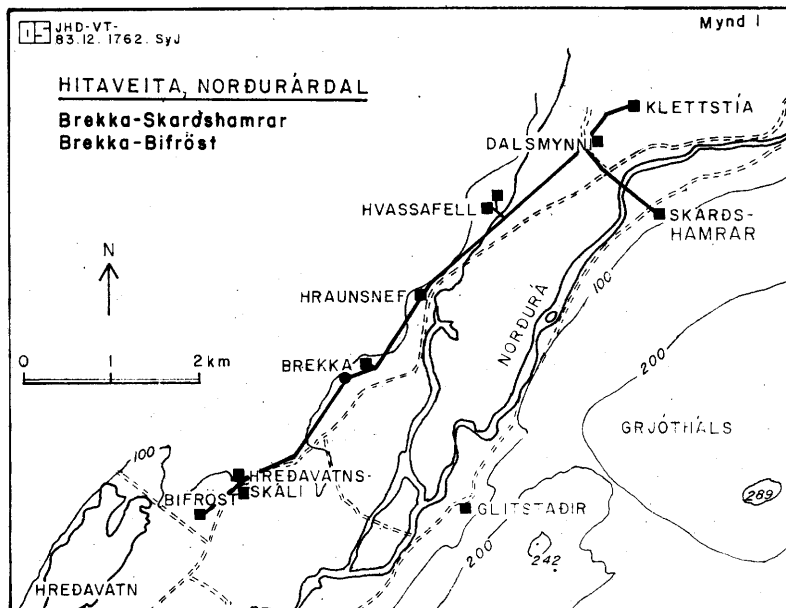 JHD-VT-
83.12.1762. SyJ
Mynd 1
HITAVEITA, NORÐURÁRDAL
Brekka-Skarðshamrar
Brekka-Bifröst
KLETTSTÍA
DALSMYNNI
HVASSAFELL
SKARÐS-
HAMRAR
N
HRAUNSNEF
NORÐURÁ
100
200
0 1 2 km
BREKKA
GRJÓTHÁLS
100
HREÐAVATNS-
SKÁLI
BIFRÖST
289
GLITSTAÐIR
200
242
HREÐAVATN